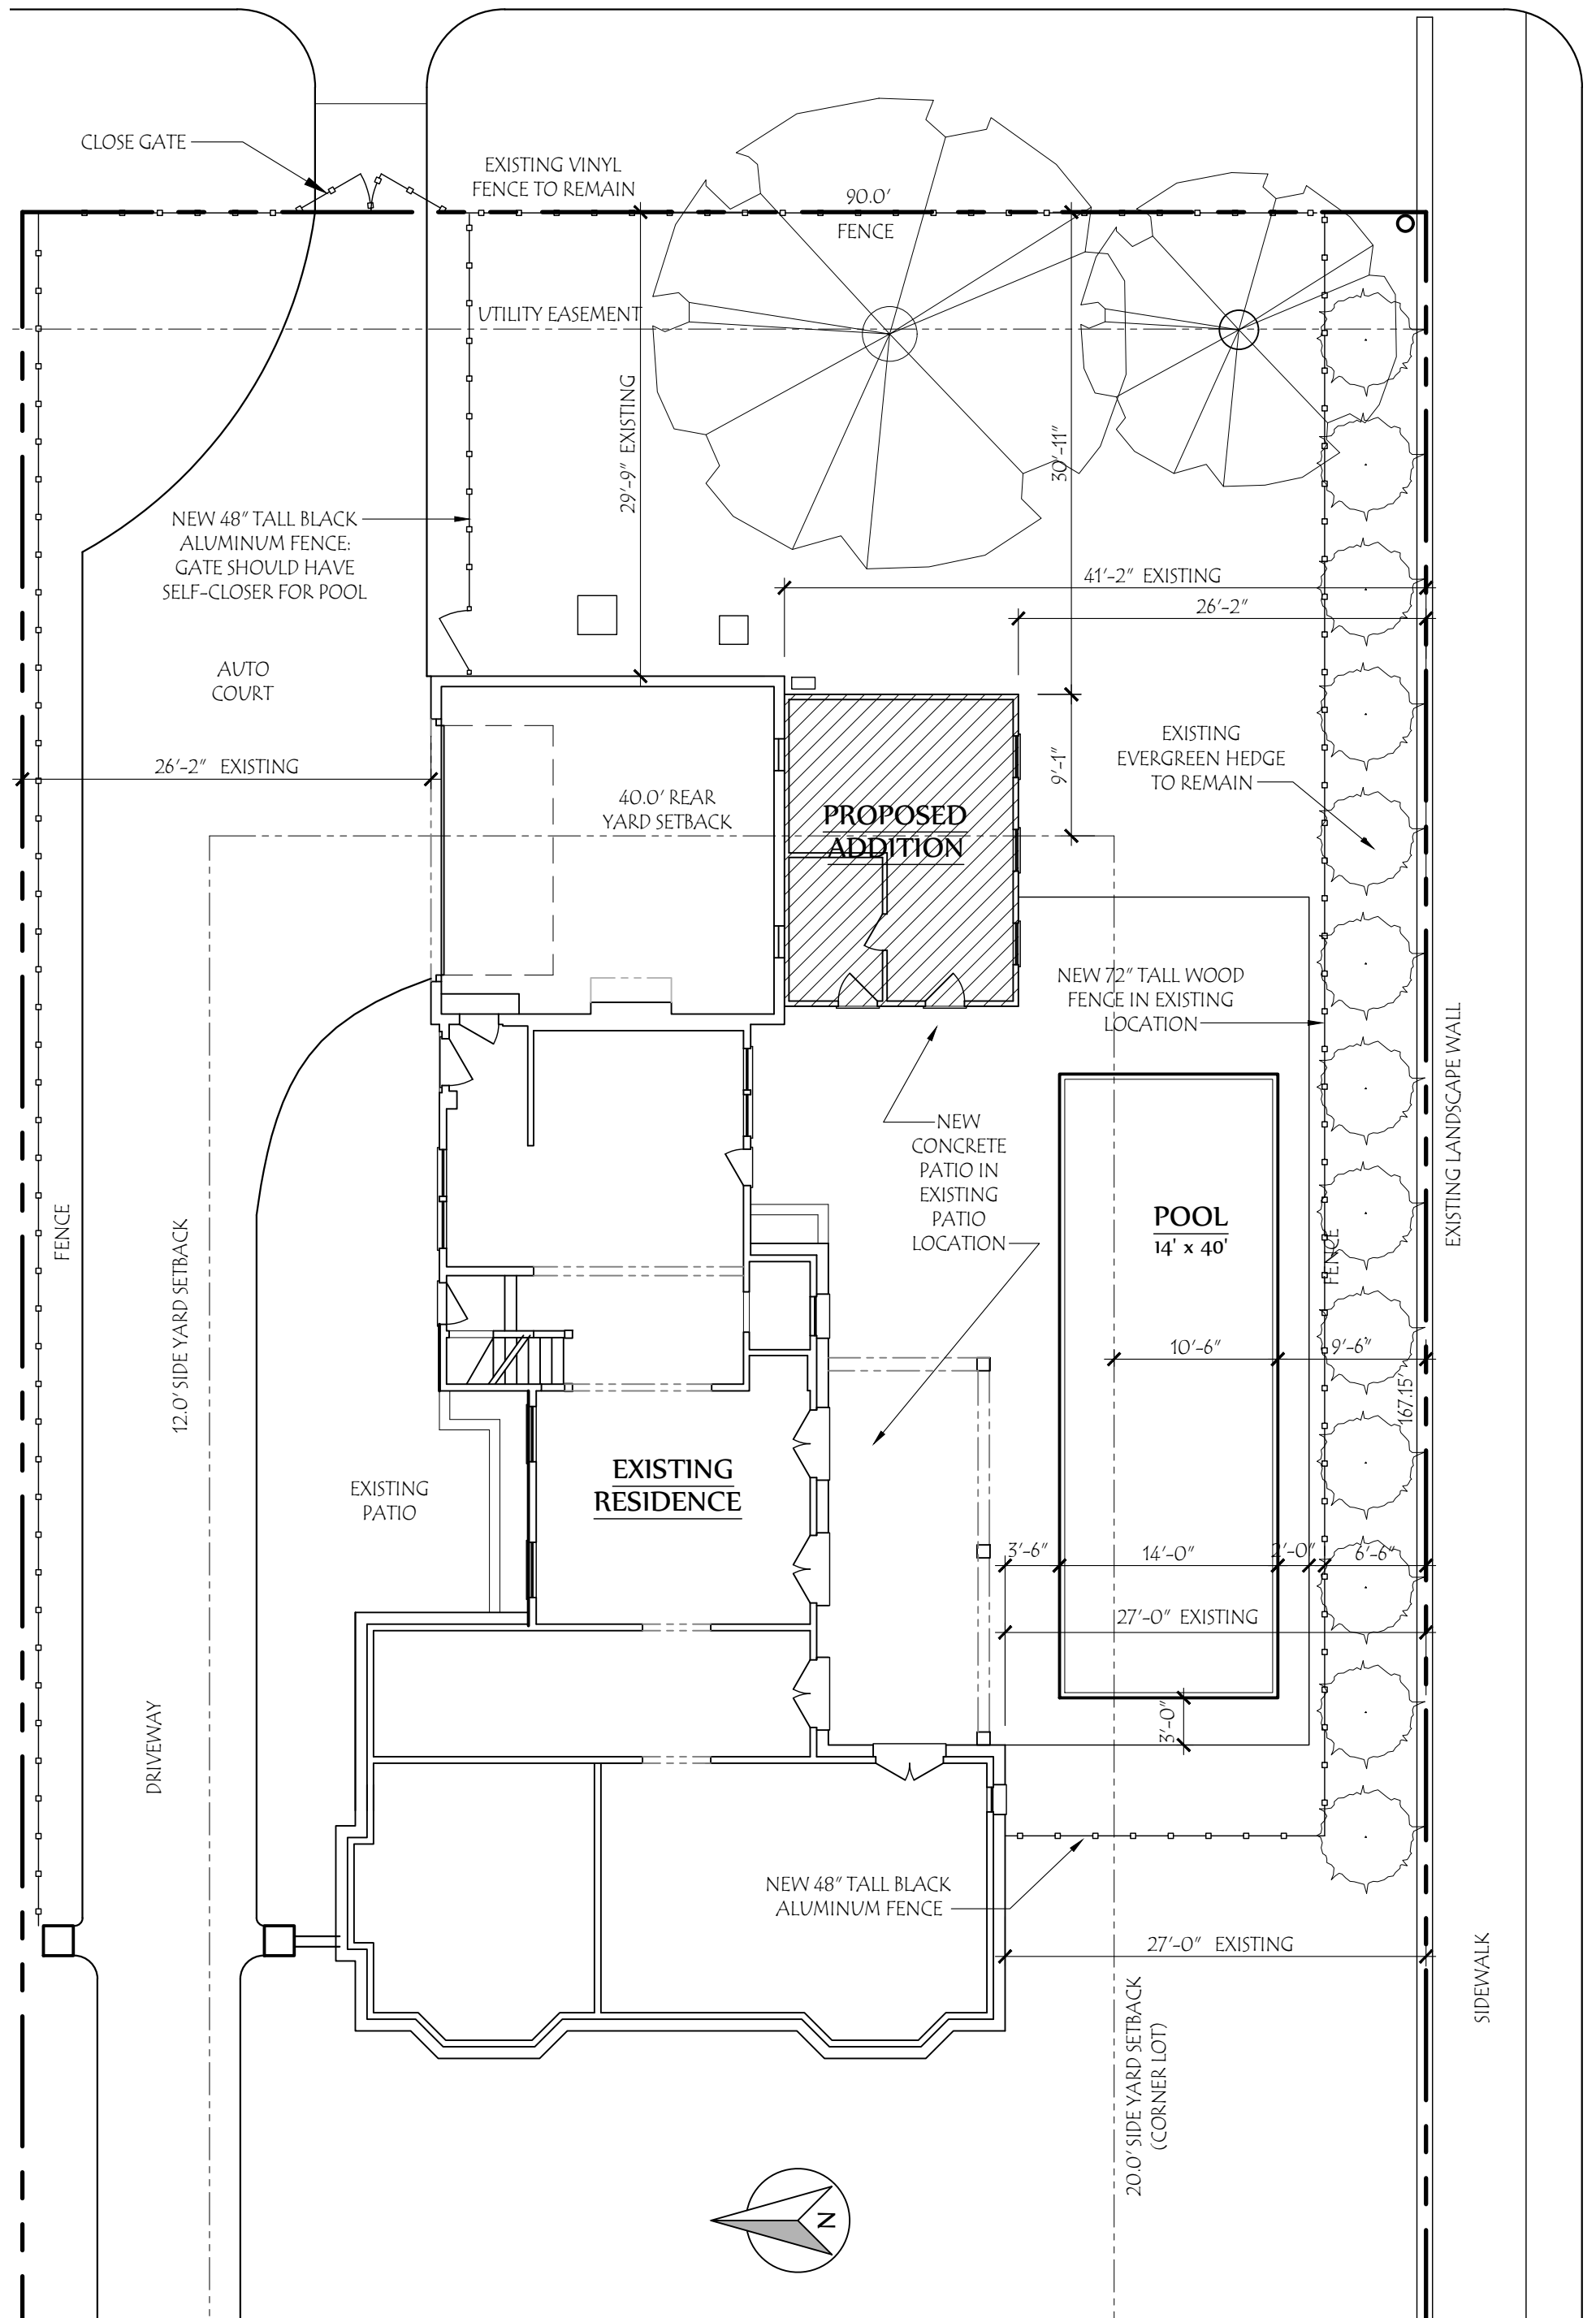 CLOSE GATE
EXISTING VINYL
FENCE TO REMAIN
90.0'
FENCE
UTILITY EASEMENT
29'-9" EXISTING
30'-11"
NEW 48" TALL BLACK
ALUMINUM FENCE:
GATE SHOULD HAVE
SELF-CLOSER FOR POOL
41'-2" EXISTING
26'-2"
AUTO
COURT
26'-2" EXISTING
EXISTING
EVERGREEN HEDGE
TO REMAIN
9'-1"
40.0' REAR
YARD SETBACK
PROPOSED
ADDITION
NEW 72" TALL WOOD
FENCE IN EXISTING
LOCATION
EXISTING LANDSCAPE WALL
NEW
CONCRETE
PATIO IN
EXISTING
PATIO
LOCATION
POOL
14' x 40'
FENCE
FENCE
12.0' SIDE YARD SETBACK
10'-6"
9'-6"
167.15'
EXISTING
RESIDENCE
EXISTING
PATIO
3'-6"
14'-0"
2'-0"
6'-6"
27'-0" EXISTING
3'-0"
DRIVEWAY
NEW 48" TALL BLACK
ALUMINUM FENCE
27'-0" EXISTING
SIDEWALK
20.0' SIDE YARD SETBACK
(CORNER LOT)
N